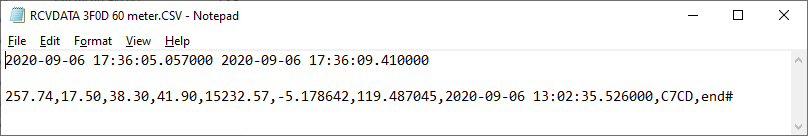 RCVDATA 3F0D 60 meter.CSV - Notepad
File Edit Format View Help
2020-09-06 17:36:05.057000 2020-09-06 17:36:09.410000
257.74,17.50,38.30,41.90,15232.57,-5.178642,119.487045,2020-09-06 13:02:35.526000,C7CD,end#